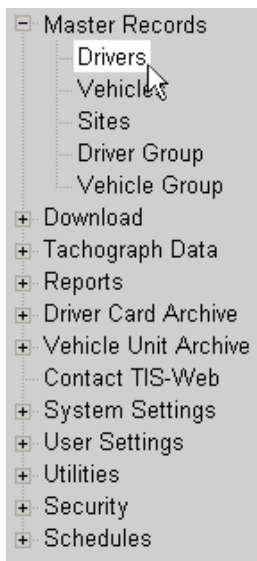 Master Records
Drivers
Vehicles
Sites
Driver Group
Vehicle Group
Download
Tachograph Data
Reports
Driver Card Archive
Vehicle Unit Archive
Contact TIS-Web
System Settings
User Settings
Utilities
Security
Schedules